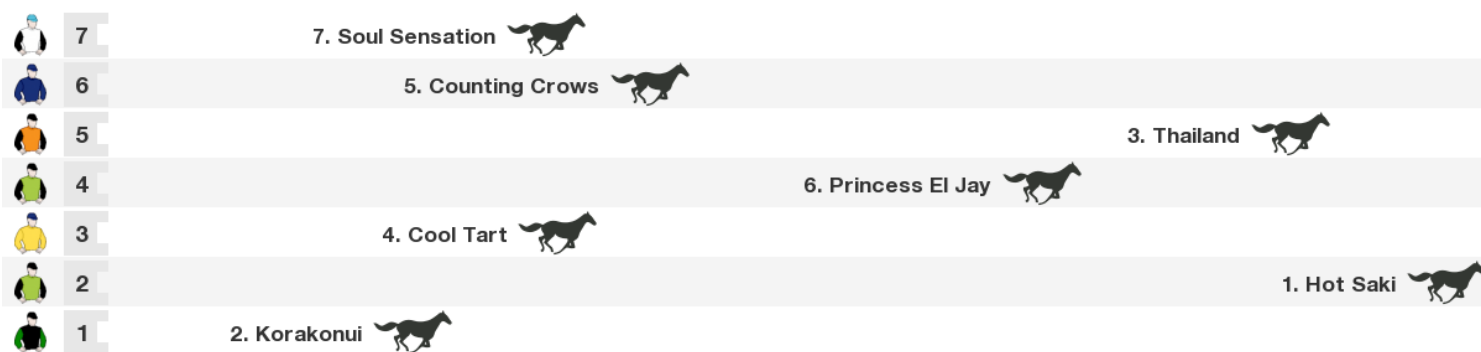 7 7. Soul Sensation
6 5. Counting Crows
5 3. Thailand
4 6. Princess El Jay
3 4. Cool Tart
2 1. Hot Saki
1 2. Korakonui